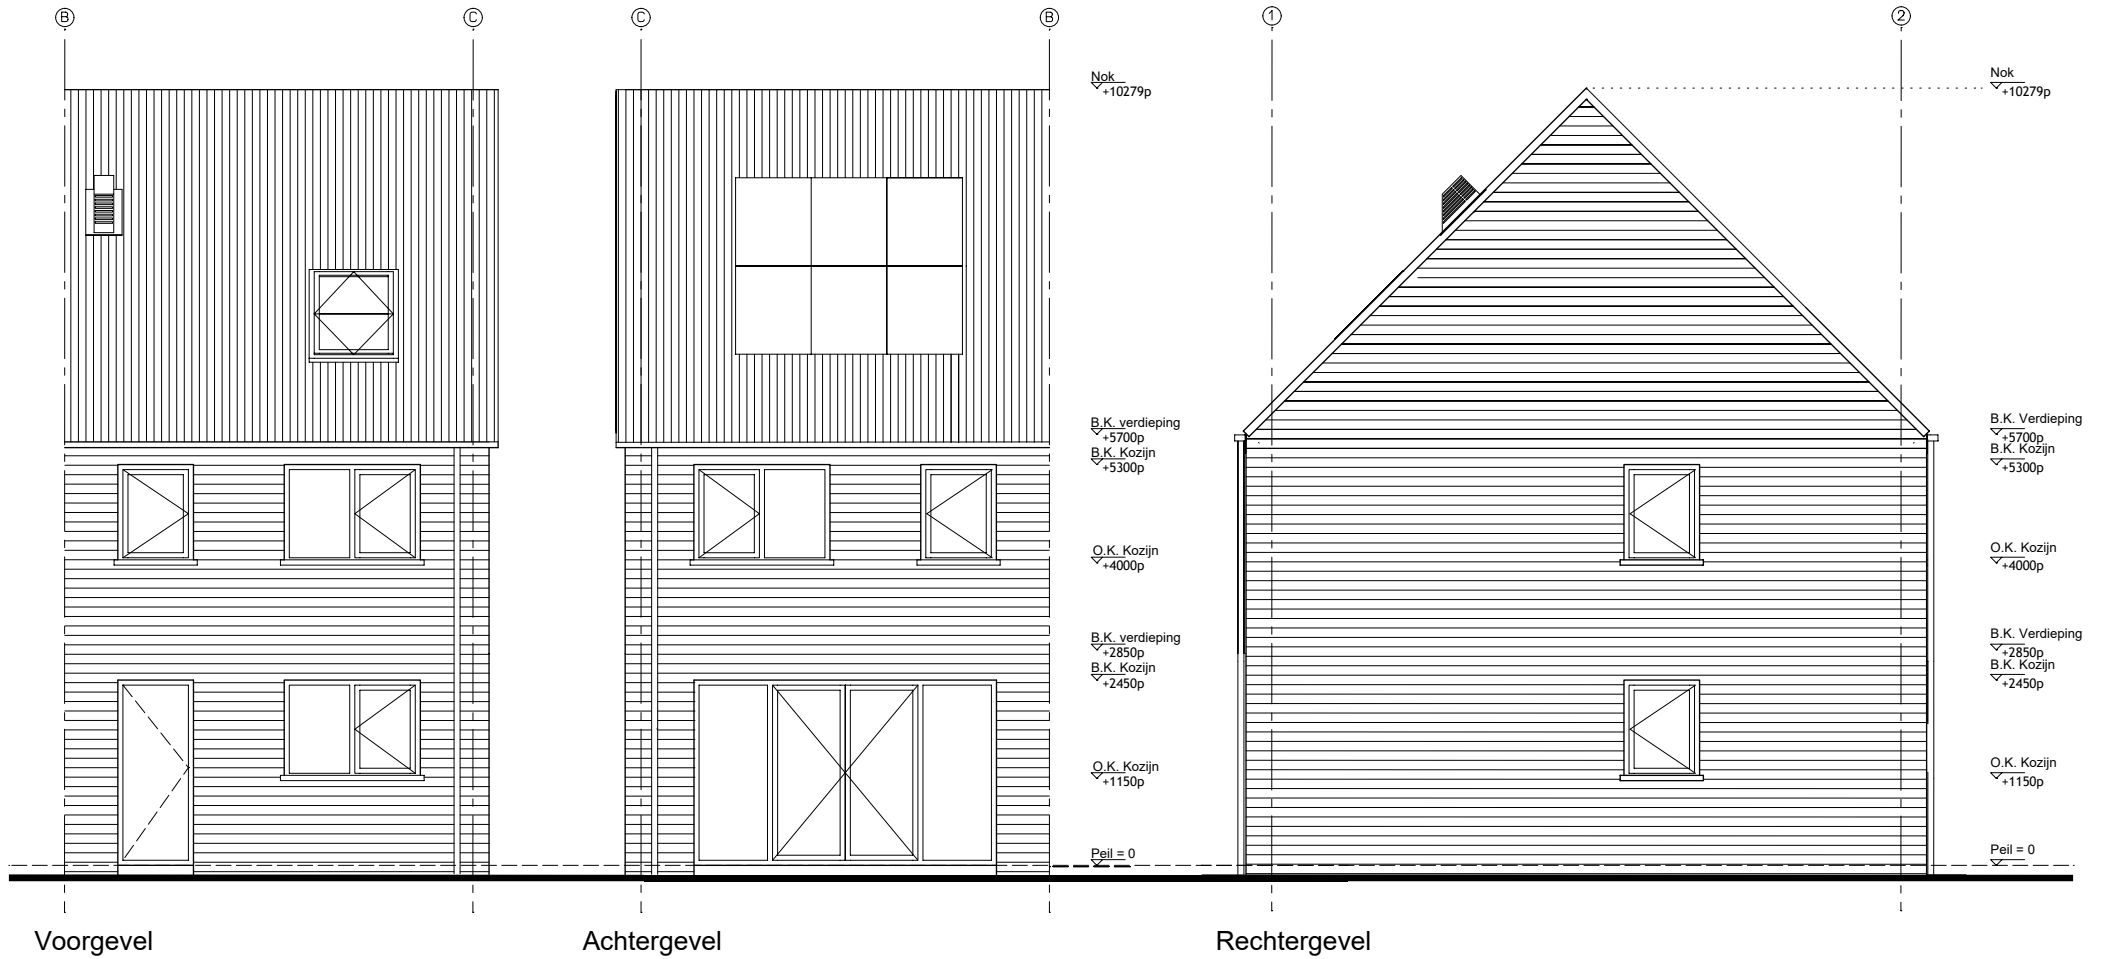 B
C
C
B
1
2
Nok
+10279p
B.K. verdieping
+5700p
B.K. Kozijn
+5300p
O.K. Kozijn
+4000p
B.K. verdieping
+2850p
B.K. Kozijn
+2450p
O.K. Kozijn
+1150p
Peil = 0
Nok
+10279p
B.K. Verdieping
+5700p
B.K. Kozijn
+5300p
O.K. Kozijn
+4000p
B.K. Verdieping
+2850p
B.K. Kozijn
+2450p
O.K. Kozijn
+1150p
Peil = 0
Voorgevel
Achtergevel
Rechtergevel